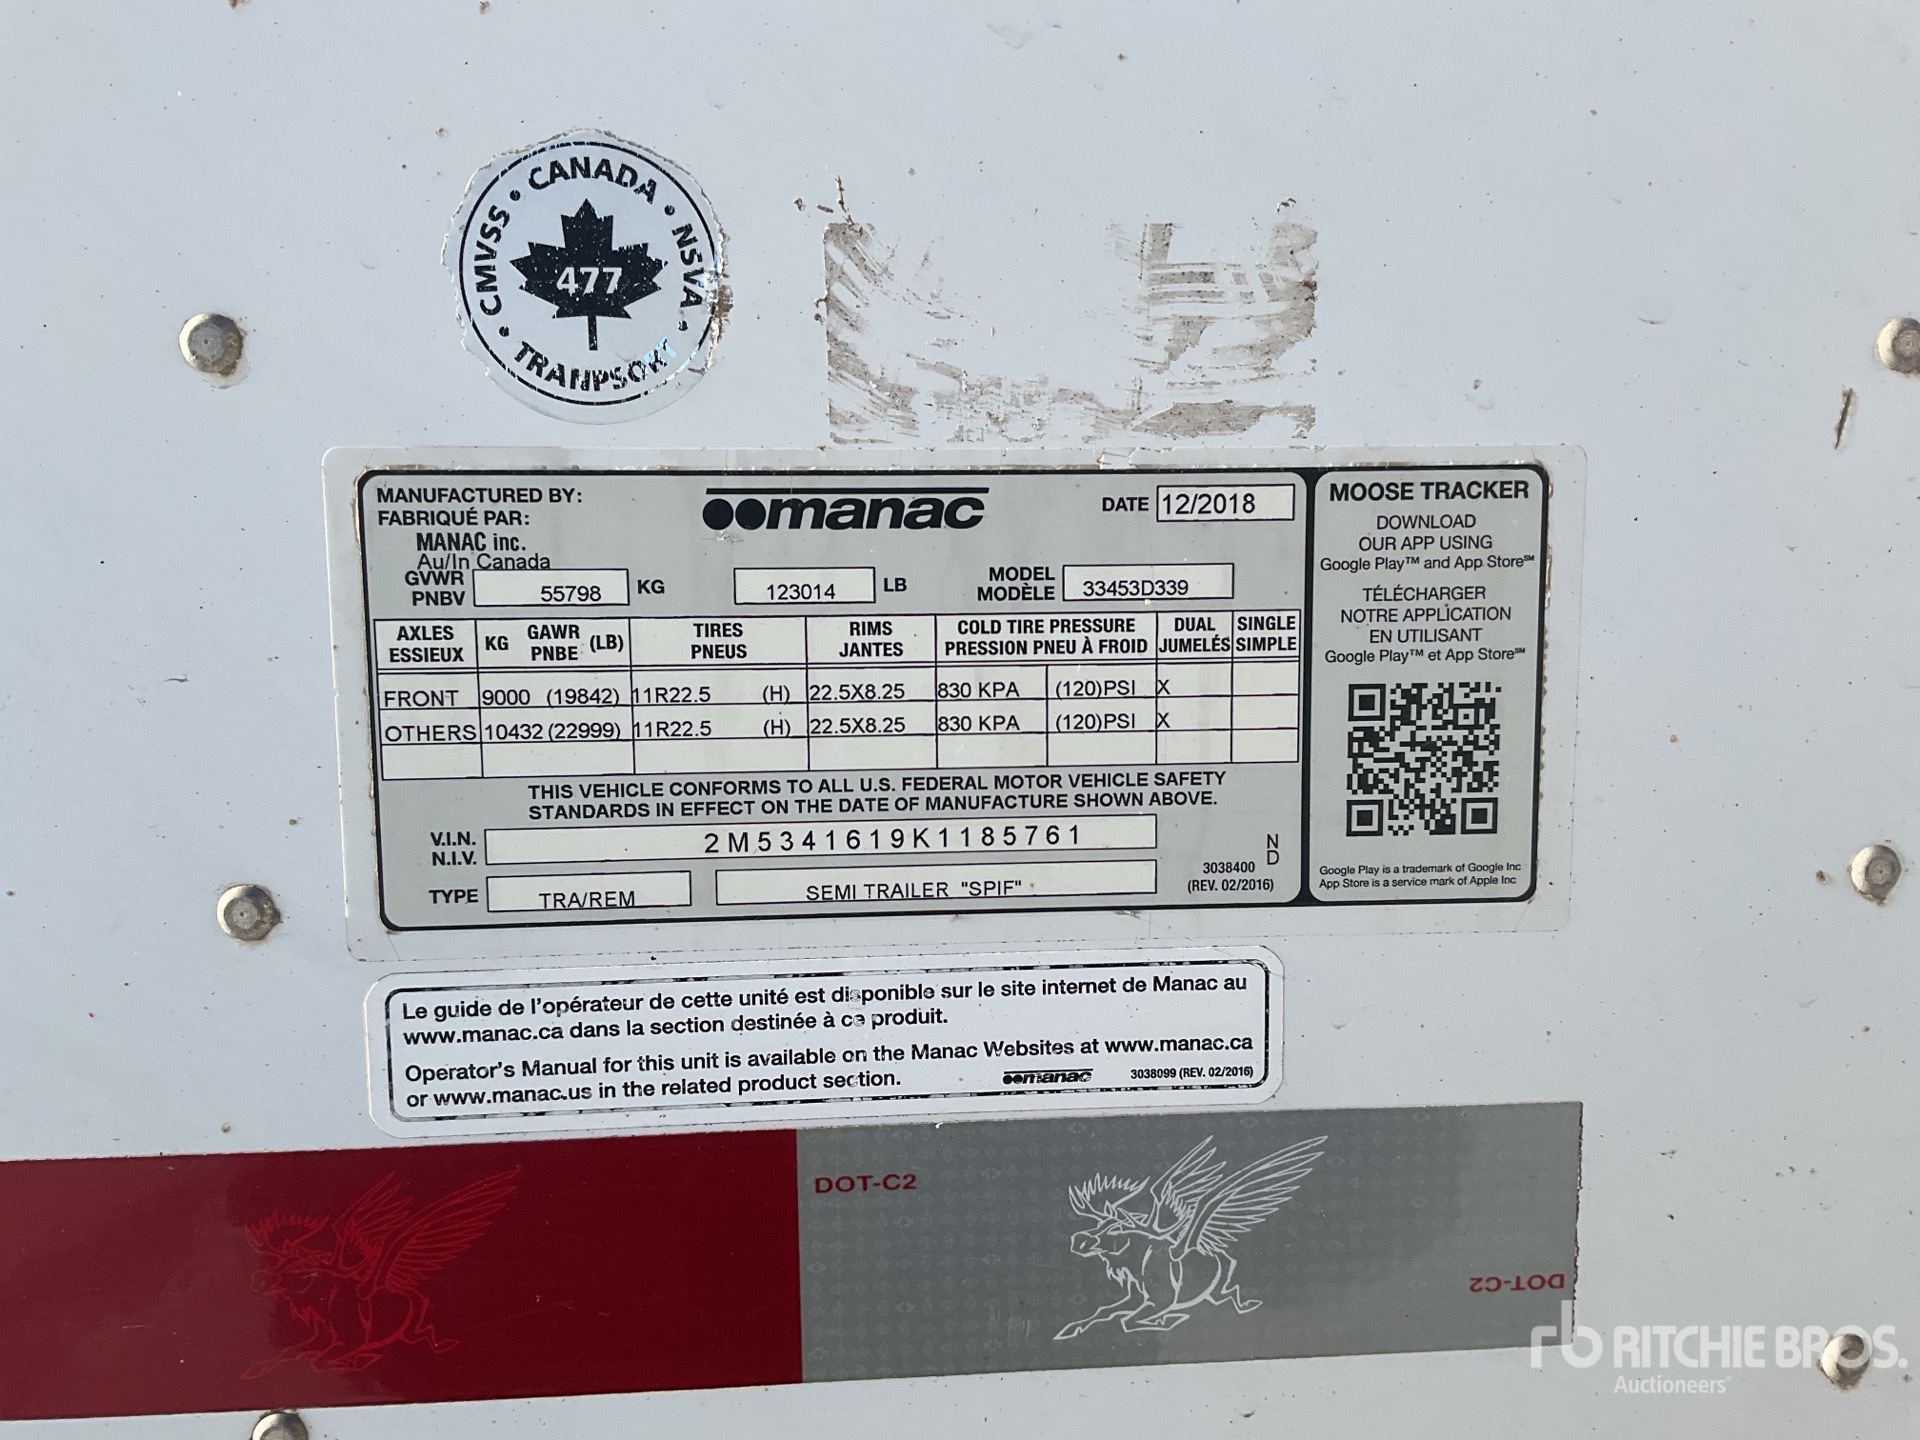 CANADA • NSVA • TRANPSORT • CMVSS •
477
MANUFACTURED BY:
FABRIQUÉ PAR:
MANAC inc.
Au/In Canada
manac
DATE 12/2018
GVWR
PNBV
55798 KG
123014 LB
MODEL
MODÈLE
33453D339
AXLES
ESSIEUX
KG GAWR (LB)
PNBE
TIRES
PNEUS
RIMS
JANTES
COLD TIRE PRESSURE
PRESSION PNEU À FROID
DUAL
JUMELÉS
SINGLE
SIMPLE
FRONT 9000 (19842) 11R22.5 (H) 22.5X8.25 830 KPA (120)PSI X
OTHERS 10432 (22999) 11R22.5 (H) 22.5X8.25 830 KPA (120)PSI X
THIS VEHICLE CONFORMS TO ALL U.S. FEDERAL MOTOR VEHICLE SAFETY
STANDARDS IN EFFECT ON THE DATE OF MANUFACTURE SHOWN ABOVE.
V.I.N.
N.I.V.
2M5341619K1185761
TYPE TRA/REM SEMI TRAILER "SPIF"
3038400
(REV. 02/2016)
ND
MOOSE TRACKER
DOWNLOAD
OUR APP USING
Google Play™ and App Store℠
TÉLÉCHARGER
NOTRE APPLICATION
EN UTILISANT
Google Play™ et App Store℠
Google Play is a trademark of Google Inc
App Store is a service mark of Apple Inc.
Le guide de l'opérateur de cette unité est disponible sur le site internet de Manac au
www.manac.ca dans la section destinée à ce produit.
Operator's Manual for this unit is available on the Manac Websites at www.manac.ca
or www.manac.us in the related product section.
manac 3038099 (REV. 02/2016)
DOT-C2
DOT-C2
rb RITCHIE BROS.
Auctioneers